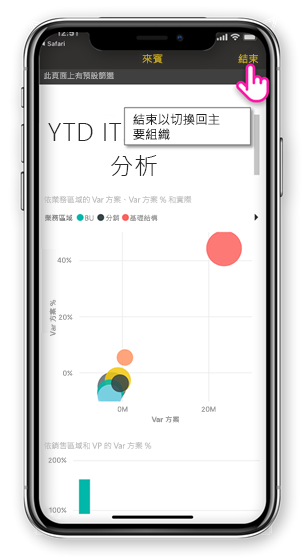 12:51
Safari
來賓
結束
此頁面上有預設篩選
結束以切換回主
要組織
YTD IT
分析
依業務區域的 Var 方案、Var 方案 % 和實際
業務區域 BU 分銷 基礎結構
40%
20%
0%
Var 方案 %
0M
20M
Var 方案
依銷售區域和 VP 的 Var 方案 %
200%
100%